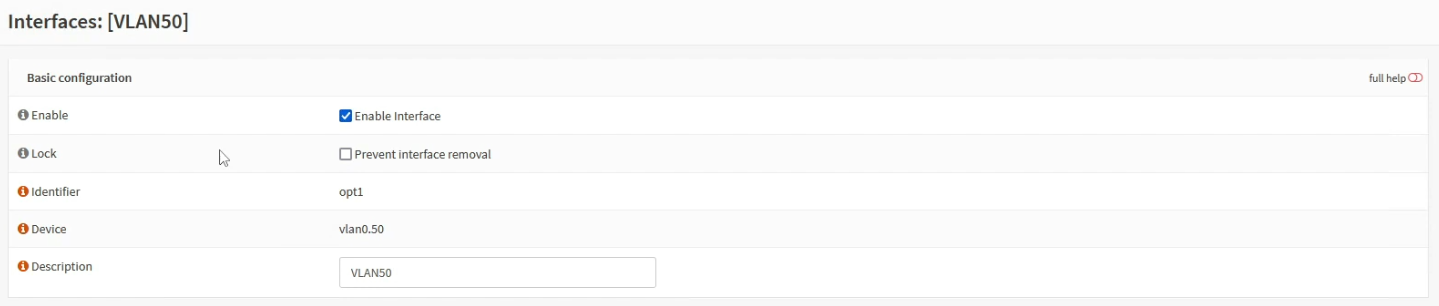 Interfaces: [VLAN50]
Basic configuration full help
Enable Enable Interface
Lock Prevent interface removal
Identifier opt1
Device vlan0.50
Description VLAN50